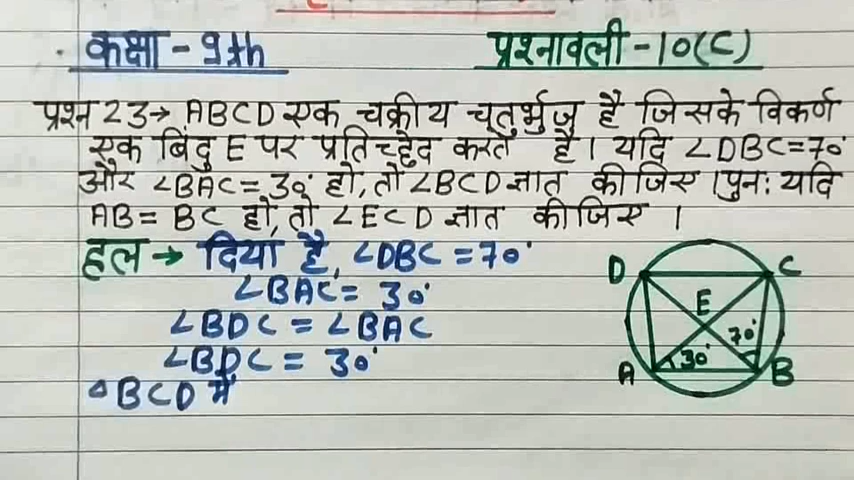 कक्षा - 9th
प्रश्नावली - 10(C)
प्रश्न 23→ ABCD एक चक्रीय चतुर्भुज है जिसके विकर्ण
एक बिंदु E पर प्रतिच्छेद करते है। यदि ∠DBC=70°
और ∠BAC=30° हो, तो ∠BCD ज्ञात कीजिए। पुनः यदि
AB = BC हो, तो ∠ECD ज्ञात कीजिए ।
हल → दिया है, ∠DBC = 70°
∠BAC = 30°
∠BDC = ∠BAC
∠BDC = 30°
△BCD में
D C
E
70°
A 30° B